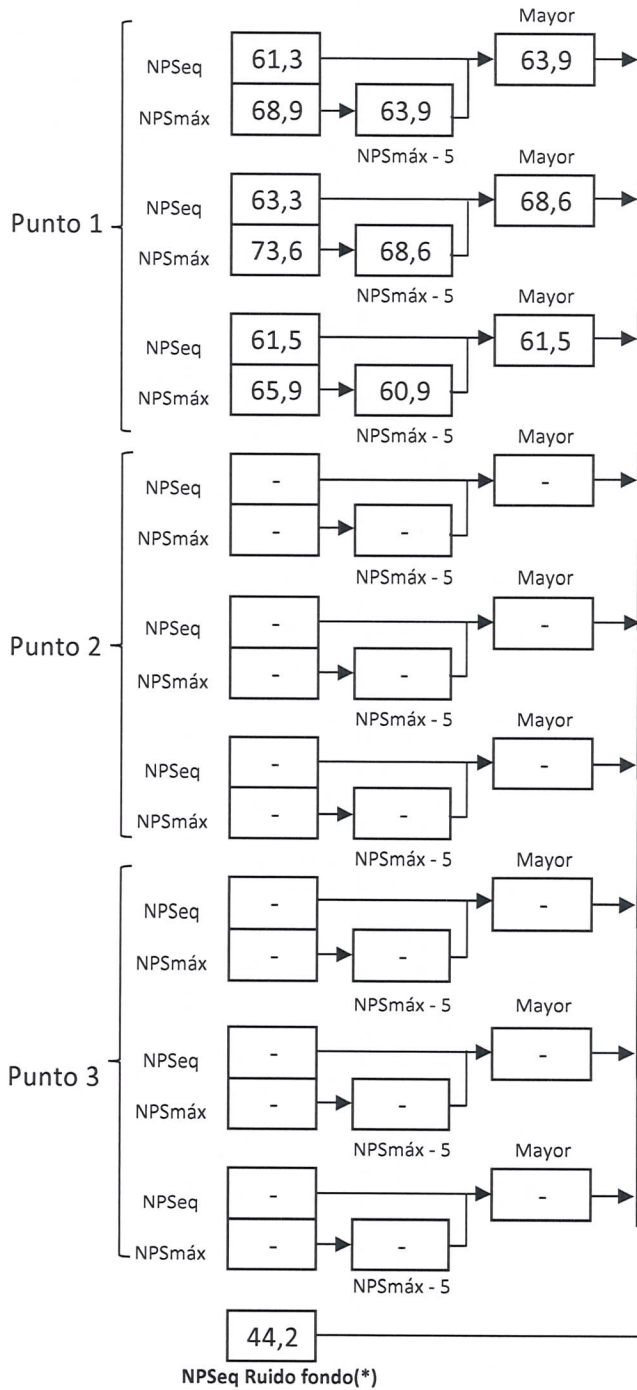 Mayor
NPSeq 61,3 63,9
NPSmáx 68,9 63,9
NPSmáx - 5 Mayor
NPSeq 63,3 68,6
Punto 1
NPSmáx 73,6 68,6
NPSmáx - 5 Mayor
NPSeq 61,5 61,5
NPSmáx 65,9 60,9
NPSmáx - 5 Mayor
NPSeq - -
NPSmáx - -
NPSmáx - 5 Mayor
NPSeq - -
Punto 2
NPSmáx - -
NPSmáx - 5 Mayor
NPSeq - -
NPSmáx - -
NPSmáx - 5 Mayor
NPSeq - -
NPSmáx - -
NPSmáx - 5 Mayor
NPSeq - -
Punto 3
NPSmáx - -
NPSmáx - 5 Mayor
NPSeq - -
NPSmáx - -
NPSmáx - 5
44,2
NPSeq Ruido fondo(*)